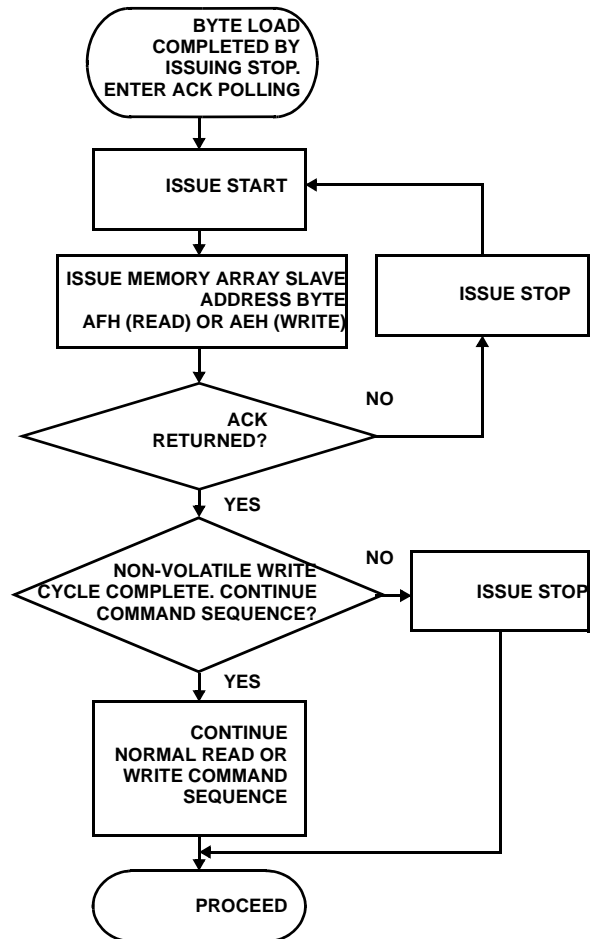 BYTE LOAD
COMPLETED BY
ISSUING STOP.
ENTER ACK POLLING
ISSUE START
ISSUE MEMORY ARRAY SLAVE
ADDRESS BYTE
AFH (READ) OR AEH (WRITE)
ISSUE STOP
ACK
RETURNED?
NO
YES
NON-VOLATILE WRITE
CYCLE COMPLETE. CONTINUE
COMMAND SEQUENCE?
NO
ISSUE STOP
YES
CONTINUE
NORMAL READ OR
WRITE COMMAND
SEQUENCE
PROCEED